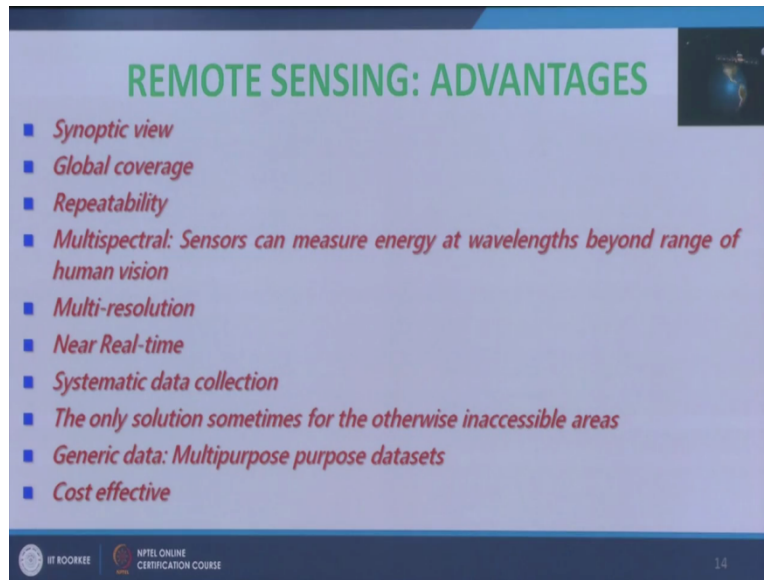 REMOTE SENSING: ADVANTAGES
Synoptic view
Global coverage
Repeatability
Multispectral: Sensors can measure energy at wavelengths beyond range of
human vision
Multi-resolution
Near Real-time
Systematic data collection
The only solution sometimes for the otherwise inaccessible areas
Generic data: Multipurpose purpose datasets
Cost effective
IIT ROORKEE
NPTEL ONLINE
CERTIFICATION COURSE
14